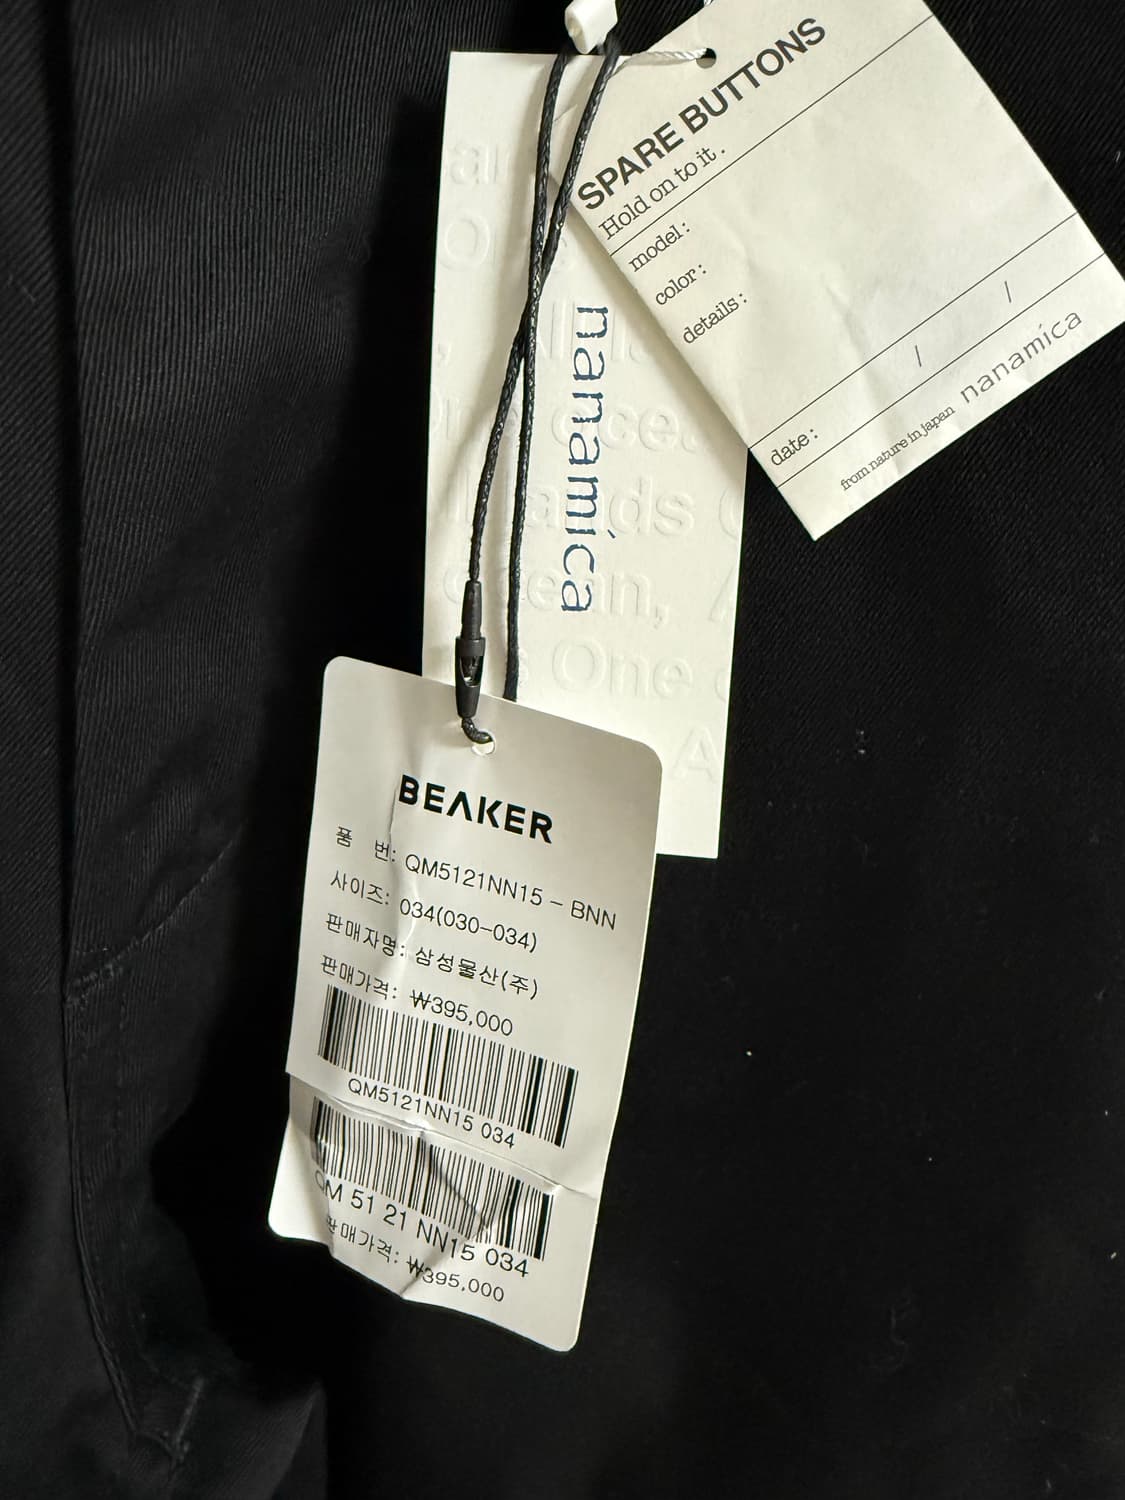 SPARE BUTTONS
Hold on to it .
model :
color :
details :
/ /
date :
from nature in japan nanamica
nanamica
ocean,
One
A
BEAKER
품 번: QM5121NN15 - BNN
사이즈: 034(030-034)
판매자명: 삼성물산(주)
판매가격: ₩395,000
QM5121NN15 034
QM 51 21 NN15 034
판매가격: ₩395,000